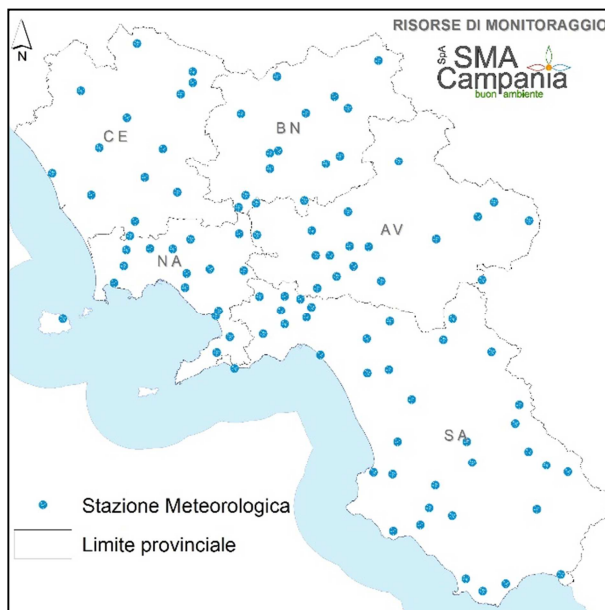 RISORSE DI MONITORAGGIO
N
SpA
SMA
Campania
buon ambiente
CE
BN
AV
NA
SA
Stazione Meteorologica
Limite provinciale